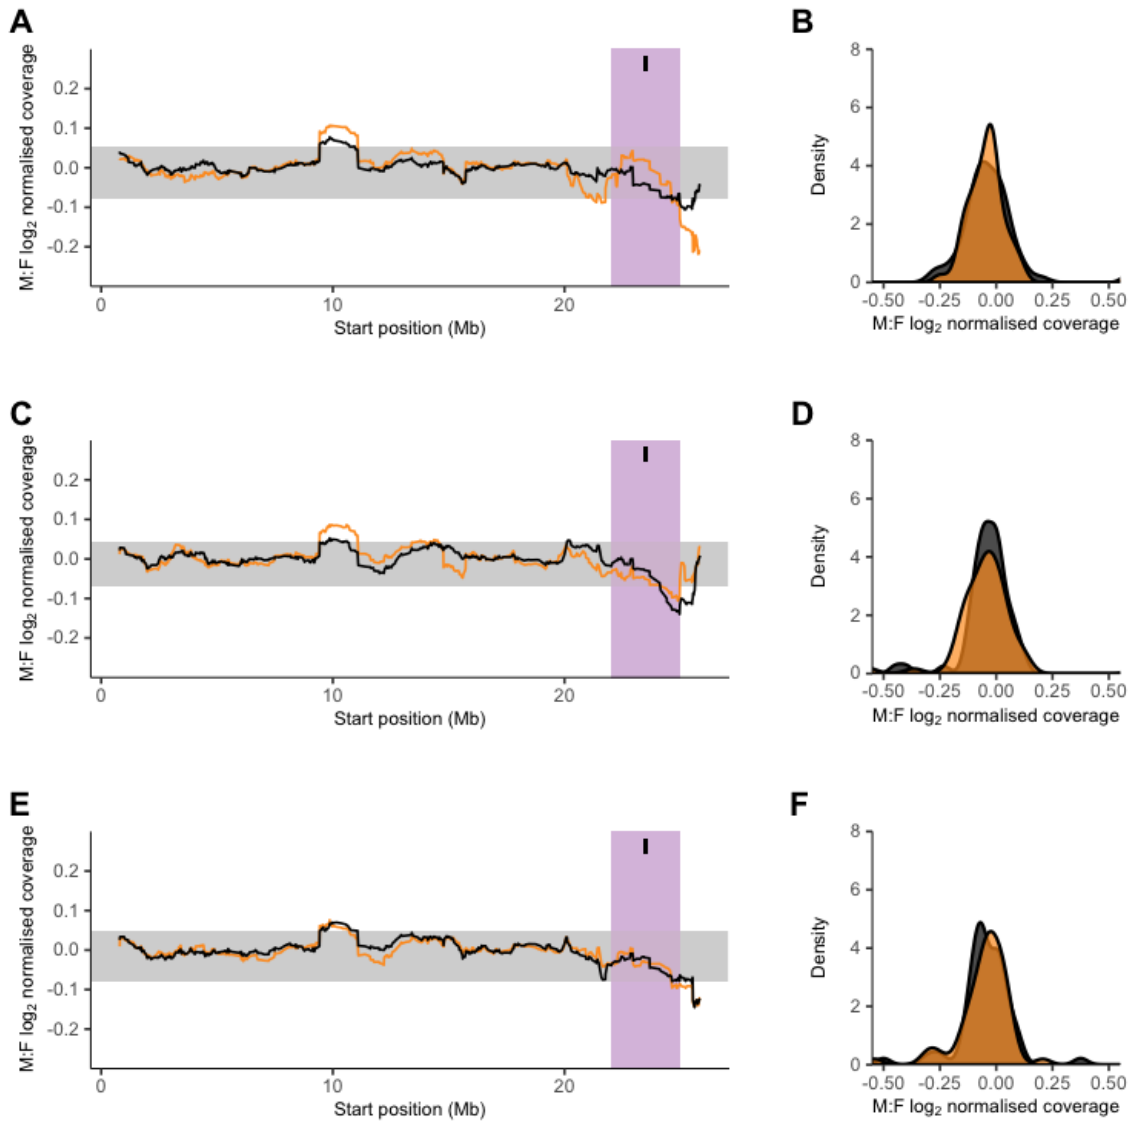 A
M:F log₂ normalised coverage
0.2
0.1
0.0
-0.1
-0.2
0 10 20
Start position (Mb)
B
Density
8
6
4
2
0
-0.50 -0.25 0.00 0.25 0.50
M:F log₂ normalised coverage
C
M:F log₂ normalised coverage
0.2
0.1
0.0
-0.1
-0.2
0 10 20
Start position (Mb)
D
Density
8
6
4
2
0
-0.50 -0.25 0.00 0.25 0.50
M:F log₂ normalised coverage
E
M:F log₂ normalised coverage
0.2
0.1
0.0
-0.1
-0.2
0 10 20
Start position (Mb)
F
Density
8
6
4
2
0
-0.50 -0.25 0.00 0.25 0.50
M:F log₂ normalised coverage